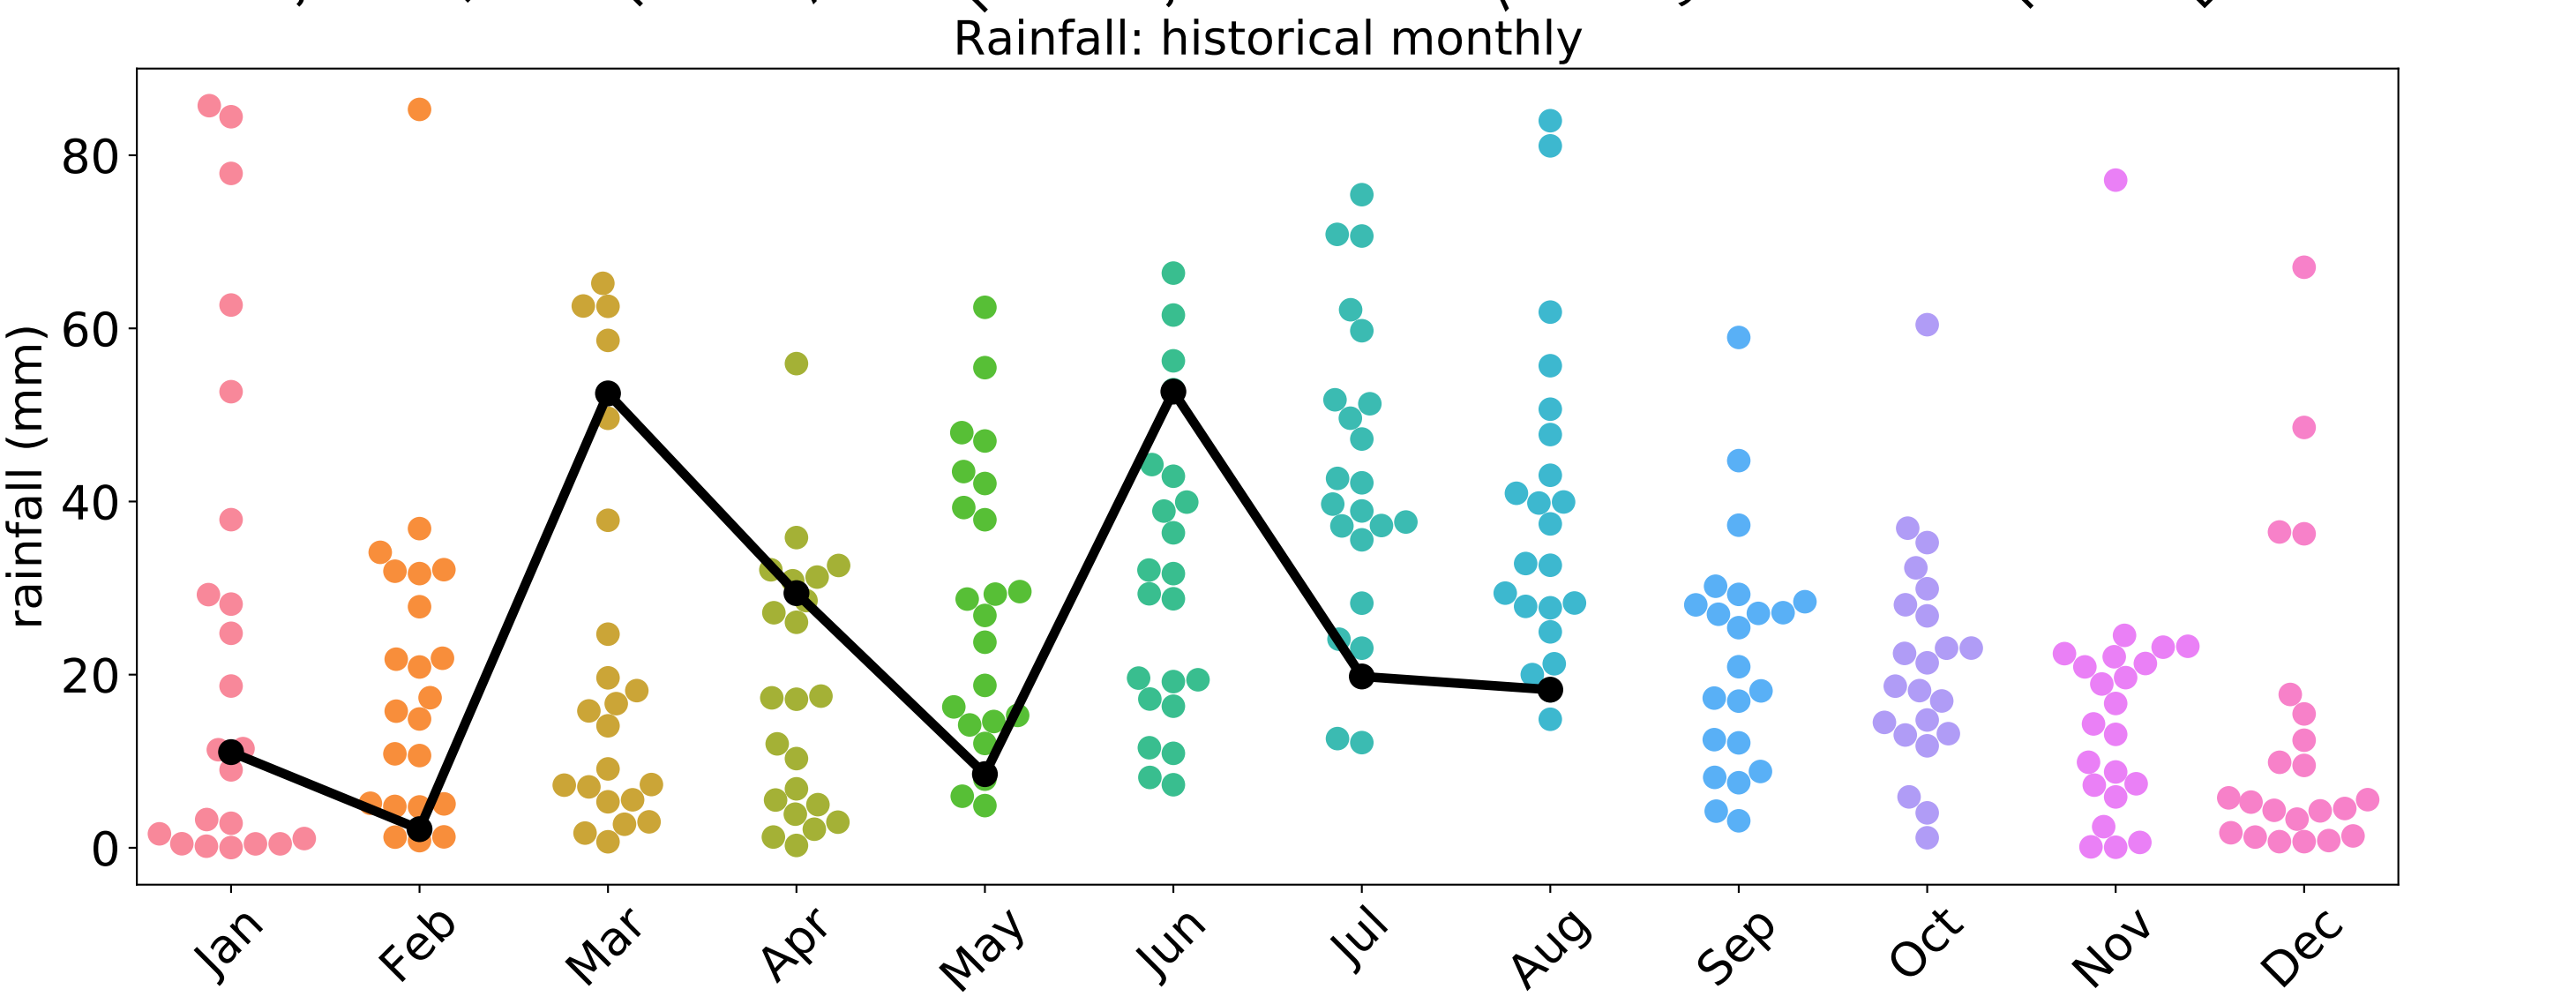 Rainfall: historical monthly
rainfall (mm)
80
60
40
20
0
Jan
Feb
Mar
Apr
May
Jun
Jul
Aug
Sep
Oct
Nov
Dec